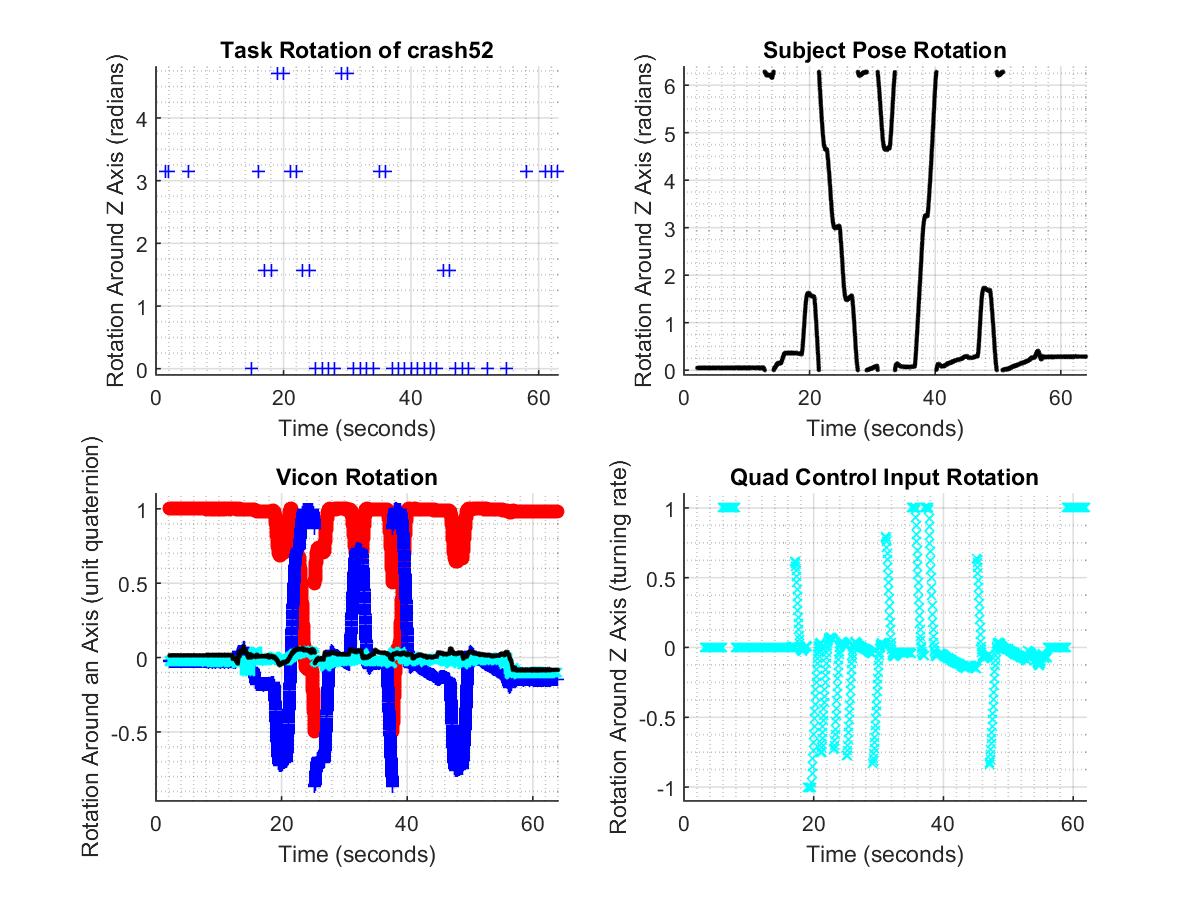 Task Rotation of crash52
Rotation Around Z Axis (radians)
4
3
2
1
0
0 20 40 60
Time (seconds)
Subject Pose Rotation
Rotation Around Z Axis (radians)
6
5
4
3
2
1
0
0 20 40 60
Time (seconds)
Vicon Rotation
Rotation Around an Axis (unit quaternion)
1
0.5
0
-0.5
0 20 40 60
Time (seconds)
Quad Control Input Rotation
Rotation Around Z Axis (turning rate)
1
0.5
0
-0.5
-1
0 20 40 60
Time (seconds)